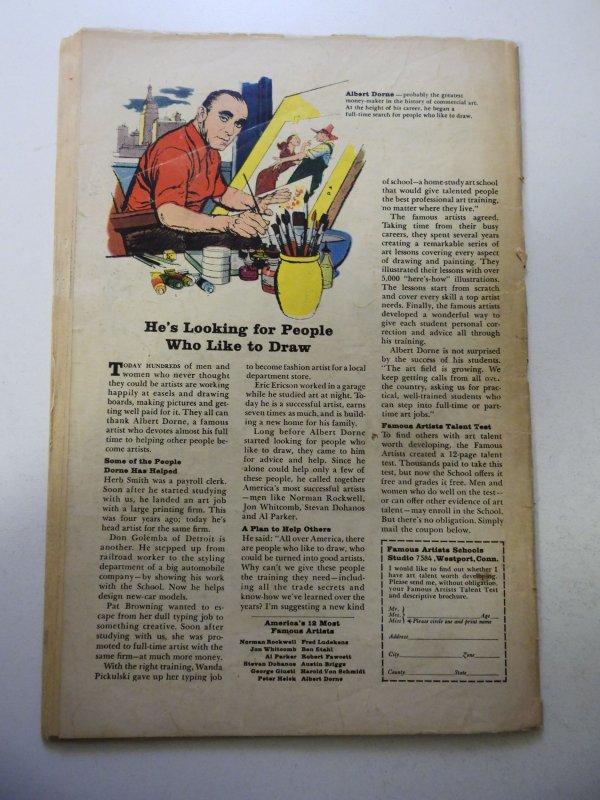 Albert Dorne — probably the greatest
money-maker in the history of commercial art.
At the height of his career, he began a
full-time search for people who like to draw.
He's Looking for People
Who Like to Draw
TODAY HUNDREDS of men and
women who never thought
they could be artists are working
happily at easels and drawing
boards, making pictures and get-
ting well paid for it. They all can
thank Albert Dorne, a famous
artist who devotes almost his full
time to helping other people be-
come artists.
Some of the People
Dorne Has Helped
Herb Smith was a payroll clerk.
Soon after he started studying
with us, he landed an art job
with a large printing firm. This
was four years ago; today he's
head artist for the same firm.
Don Golemba of Detroit is
another. He stepped up from
railroad worker to the styling
department of a big automobile
company—by showing his work
with the School. Now he helps
design new-car models.
Pat Browning wanted to es-
cape from her dull typing job to
something creative. Soon after
studying with us, she was pro-
moted to full-time artist with the
same firm—at much more money.
With the right training, Wanda
Pickulski gave up her typing job
to become fashion artist for a local
department store.
Eric Ericson worked in a garage
while he studied art at night. To-
day he is a successful artist, earns
seven times as much, and is build-
ing a new home for his family.
Long before Albert Dorne
started looking for people who
like to draw, they came to him
for advice and help. Since he
alone could help only a few of
these people, he called together
America's most successful artists
—men like Norman Rockwell,
Jon Whitcomb, Stevan Dohanos
and Al Parker.
A Plan to Help Others
He said: "All over America, there
are people who like to draw, who
could be turned into good artists.
Why can't we give these people
the training they need—includ-
ing all the trade secrets and
know-how we've learned over the
years? I'm suggesting a new kind
America's 12 Most
Famous Artists
Norman Rockwell Fred Ludekens
Jon Whitcomb Ben Stahl
Al Parker Robert Fawcett
Stevan Dohanos Austin Briggs
George Giusti Harold Von Schmidt
Peter Helck Albert Dorne
of school—a home-study art school
that would give talented people
the best professional art training,
no matter where they live."
The famous artists agreed.
Taking time from their busy
careers, they spent several years
creating a remarkable series of
art lessons covering every aspect
of drawing and painting. They
illustrated their lessons with over
5,000 "here's-how" illustrations.
The lessons start from scratch
and cover every skill a top artist
needs. Finally, the famous artists
developed a wonderful way to
give each student personal cor-
rection and advice all through
his training.
Albert Dorne is not surprised
by the success of his students.
"The art field is growing. We
keep getting calls from all over
the country, asking us for prac-
tical, well-trained students who
can step into full-time or part-
time art jobs."
Famous Artists Talent Test
To find others with art talent
worth developing, the Famous
Artists created a 12-page talent
test. Thousands paid to take this
test, but now the School offers it
free and grades it free. Men and
women who do well on the test—
or can offer other evidence of art
talent—may enroll in the School.
But there's no obligation. Simply
mail the coupon below.
Famous Artists Schools
Studio 7584, Westport, Conn.
I would like to find out whether I
have art talent worth developing.
Please send me, without obligation,
your Famous Artists Talent Test
and descriptive brochure.
Mr.
Mrs. Age
Miss Please circle one and print name
Address
City Zone
County State